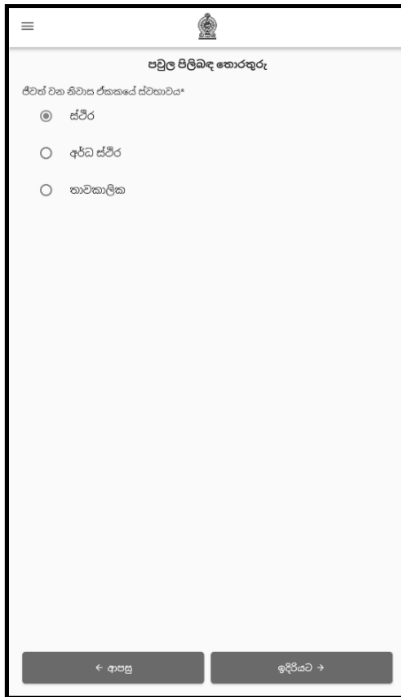 පවුල පිලිබඳ තොරතුරු
ජීවත් වන නිවාස ඒකකයේ ස්වභාවය*
ස්ථිර
අර්ධ ස්ථිර
තාවකාලික
← ආපසු
ඉදිරියට →